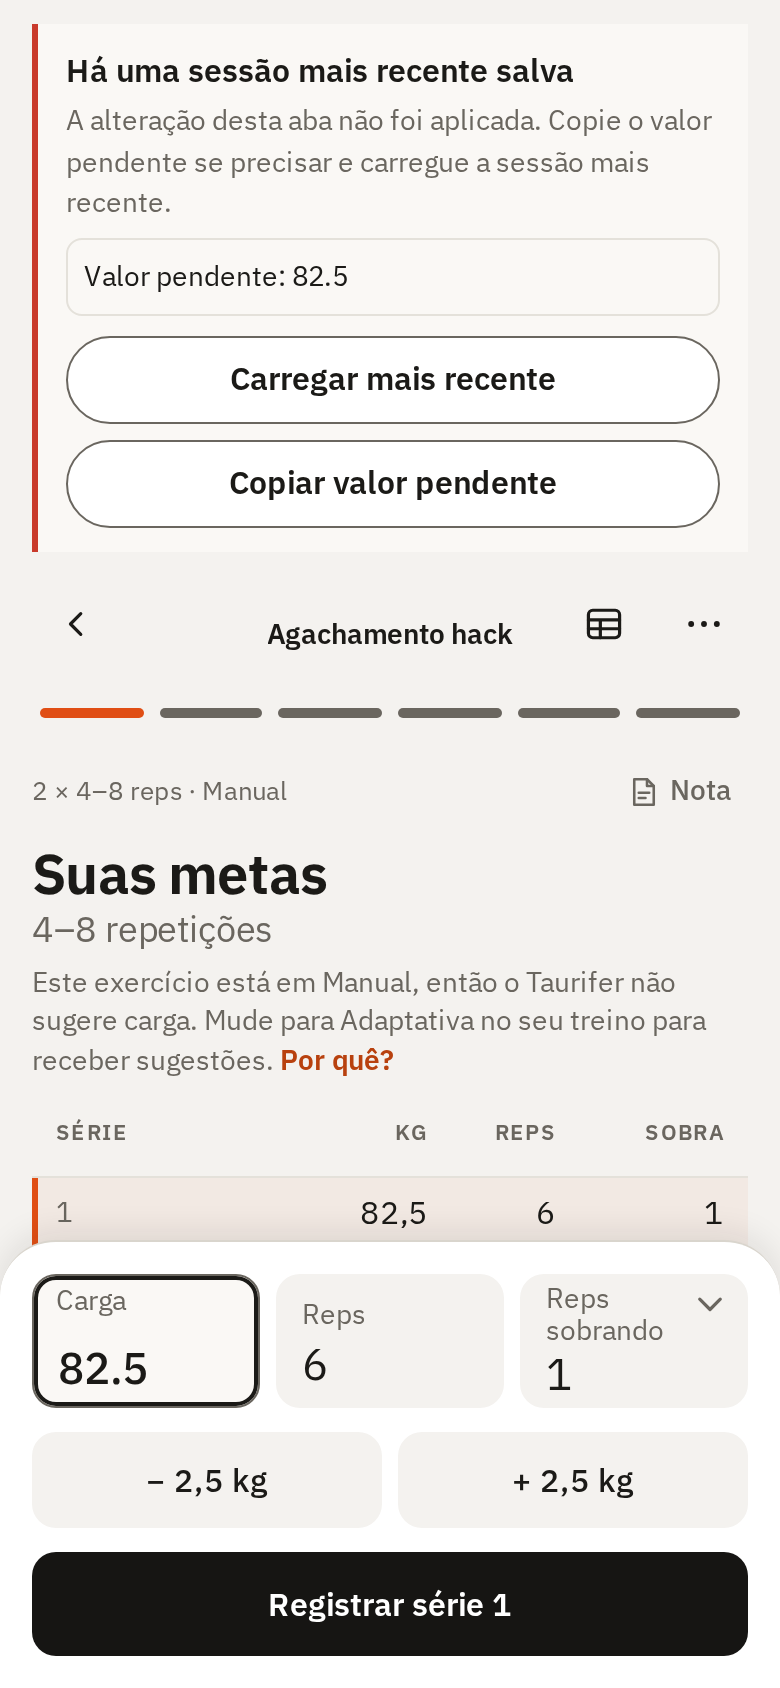 Há uma sessão mais recente salva
A alteração desta aba não foi aplicada. Copie o valor
pendente se precisar e carregue a sessão mais
recente.
Valor pendente: 82.5
Carregar mais recente
Copiar valor pendente
Agachamento hack
2 × 4–8 reps · Manual
Nota
Suas metas
4–8 repetições
Este exercício está em Manual, então o Taurifer não
sugere carga. Mude para Adaptativa no seu treino para
receber sugestões. Por quê?
SÉRIE KG REPS SOBRA
1 82,5 6 1
Carga
82.5
Reps
6
Reps
sobrando
1
− 2,5 kg
+ 2,5 kg
Registrar série 1